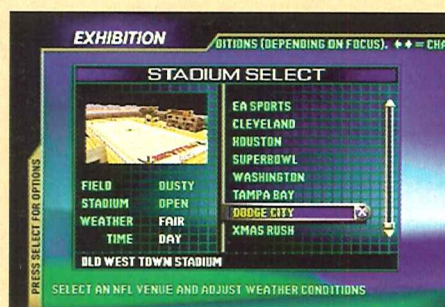 EXHIBITION
DITIONS (DEPENDING ON FOCUS). = CHA
STADIUM SELECT
EA SPORTS
CLEVELAND
HOUSTON
SUPERBOWL
WASHINGTON
TAMPA BAY
DODGE CITY
XMAS RUSH
FIELD DUSTY
STADIUM OPEN
WEATHER FAIR
TIME DAY
OLD WEST TOWN STADIUM
PRESS SELECT FOR OPTIONS
SELECT AN NFL VENUE AND ADJUST WEATHER CONDITIONS